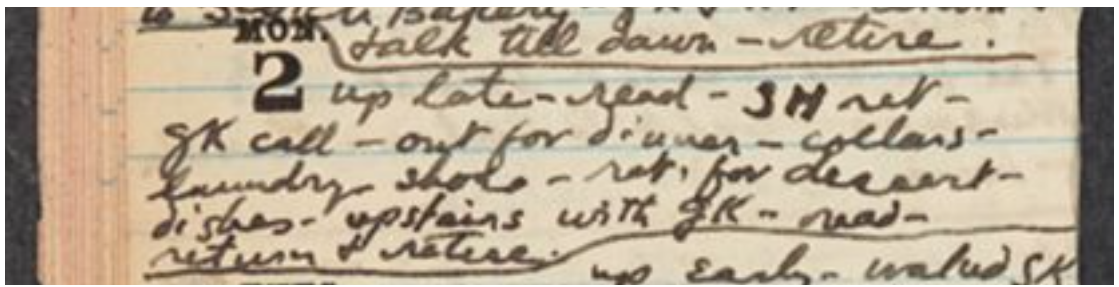 MON. talk till dawn - retire.
2 up late - read - SH ret -
GK call - out for dinner - collars -
laundry - shoes - ret. for dessert -
dishes - upstairs with GK - read -
return & retire.
up early - waked GK